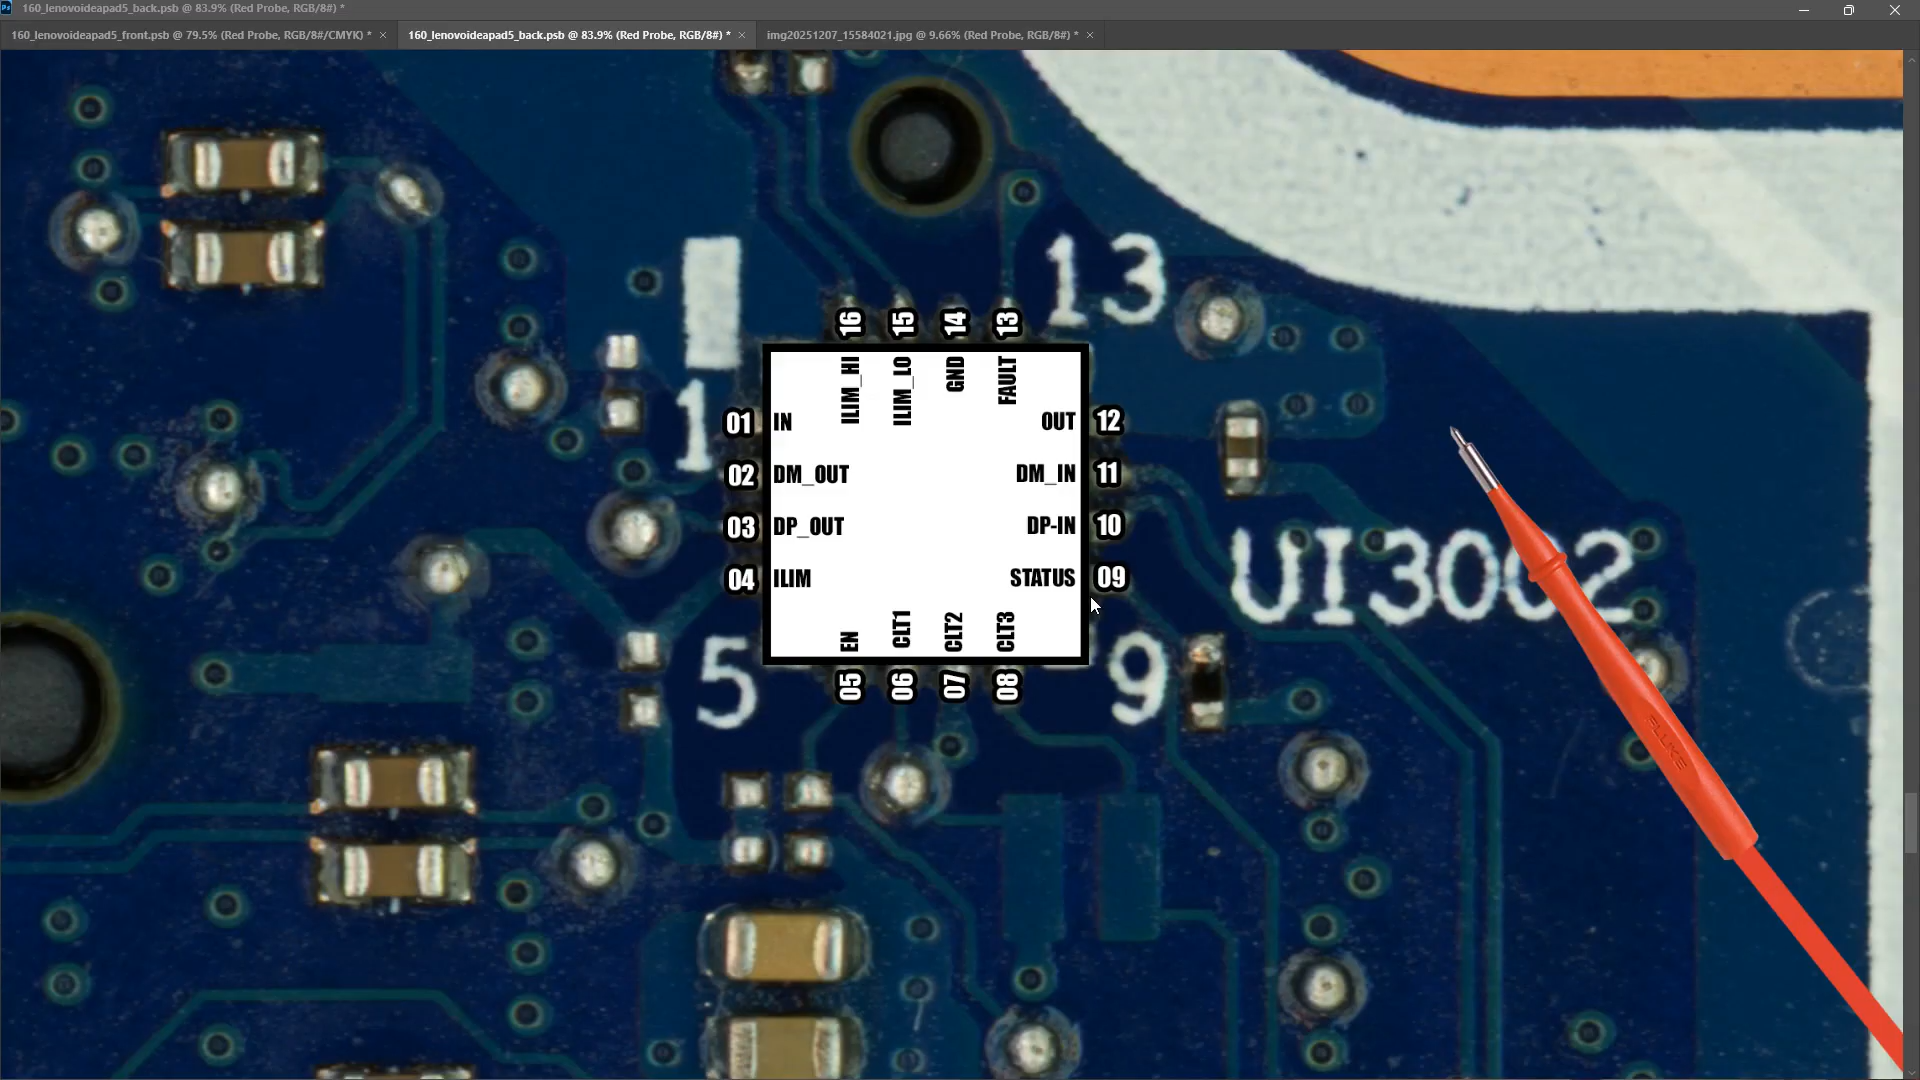 160_lenovoideapad5_back.psb @ 83.9% (Red Probe, RGB/8#) *
160_lenovoideapad5_front.psb @ 79.5% (Red Probe, RGB/8#/CMYK) *
160_lenovoideapad5_back.psb @ 83.9% (Red Probe, RGB/8#) *
img20251207_15584021.jpg @ 9.66% (Red Probe, RGB/8#) *
Ps
13
16 15 14 13
ILIM_HI ILIM_LO GND FAULT
1
01 IN OUT 12
02 DM_OUT DM_IN 11
03 DP_OUT DP-IN 10
04 ILIM STATUS 09
UI3002
EN CLT1 CLT2 CLT3
5 9
05 06 07 08
FLUKE